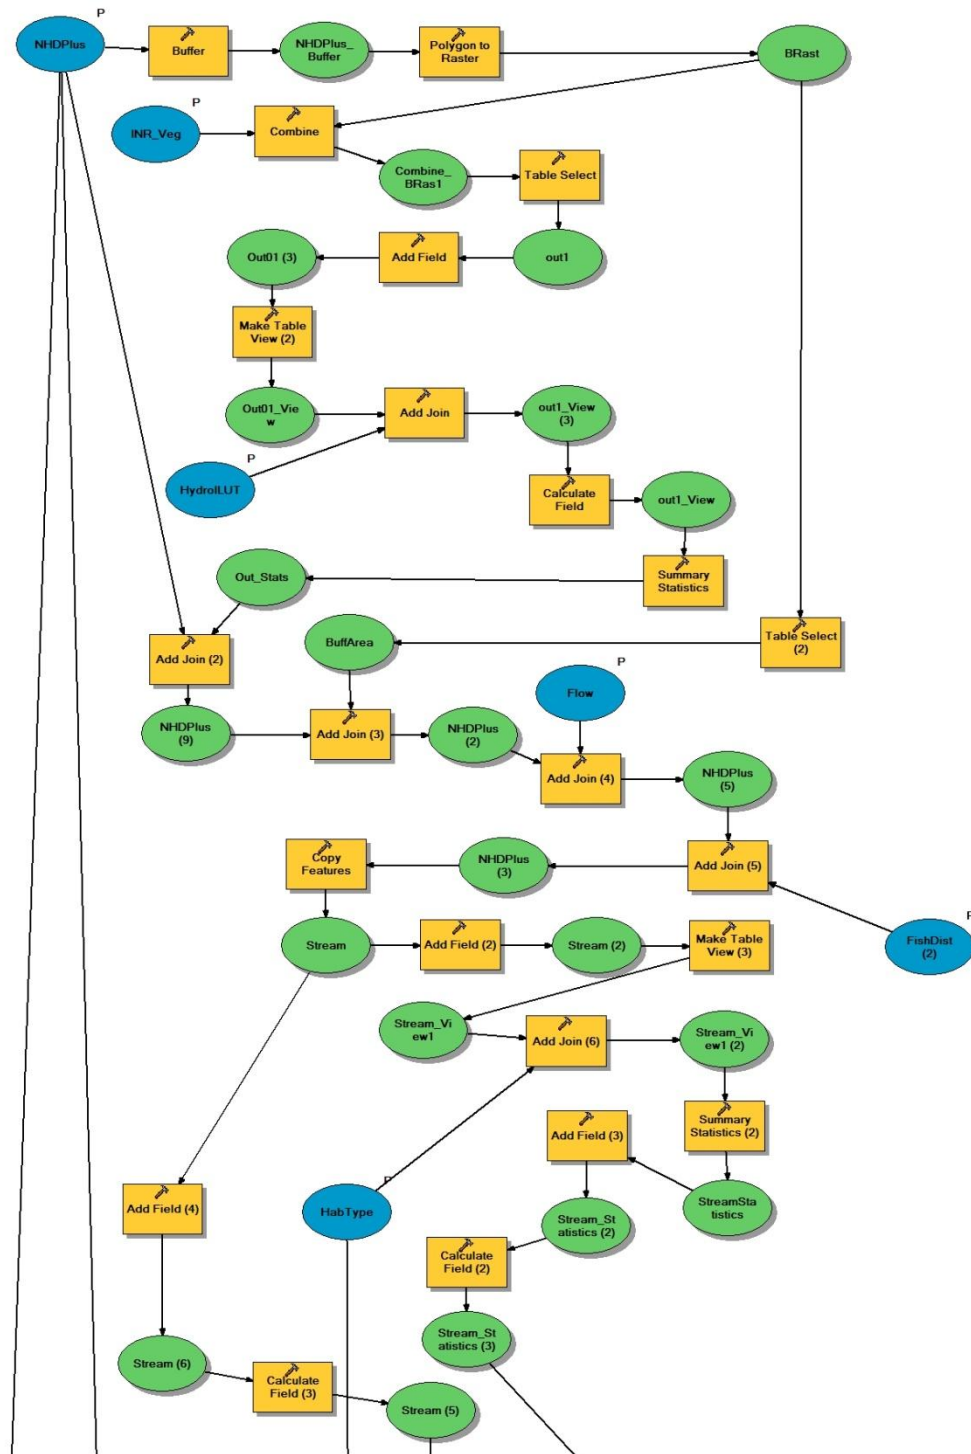 P
NHDPlus
Buffer
NHDPlus_
Buffer
Polygon to
Raster
BRast
P
INR_Veg
Combine
Combine_
BRas1
Table Select
Out01 (3)
Add Field
out1
Make Table
View (2)
Out01_Vie
w
Add Join
out1_View
(3)
P
HydrolLUT
Calculate
Field
out1_View
Out_Stats
Summary
Statistics
Add Join (2)
BuffArea
Table Select
(2)
P
Flow
NHDPlus
(9)
Add Join (3)
NHDPlus
(2)
Add Join (4)
NHDPlus
(5)
Copy
Features
NHDPlus
(3)
Add Join (5)
P
FishDist
(2)
Stream
Add Field (2)
Stream (2)
Make Table
View (3)
Stream_Vi
ew1
Add Join (6)
Stream_Vi
ew1 (2)
Add Field (3)
Summary
Statistics (2)
P
HabType
Add Field (4)
Stream_St
atistics (2)
StreamSta
tistics
Calculate
Field (2)
Stream_St
atistics (3)
Stream (6)
Calculate
Field (3)
Stream (5)